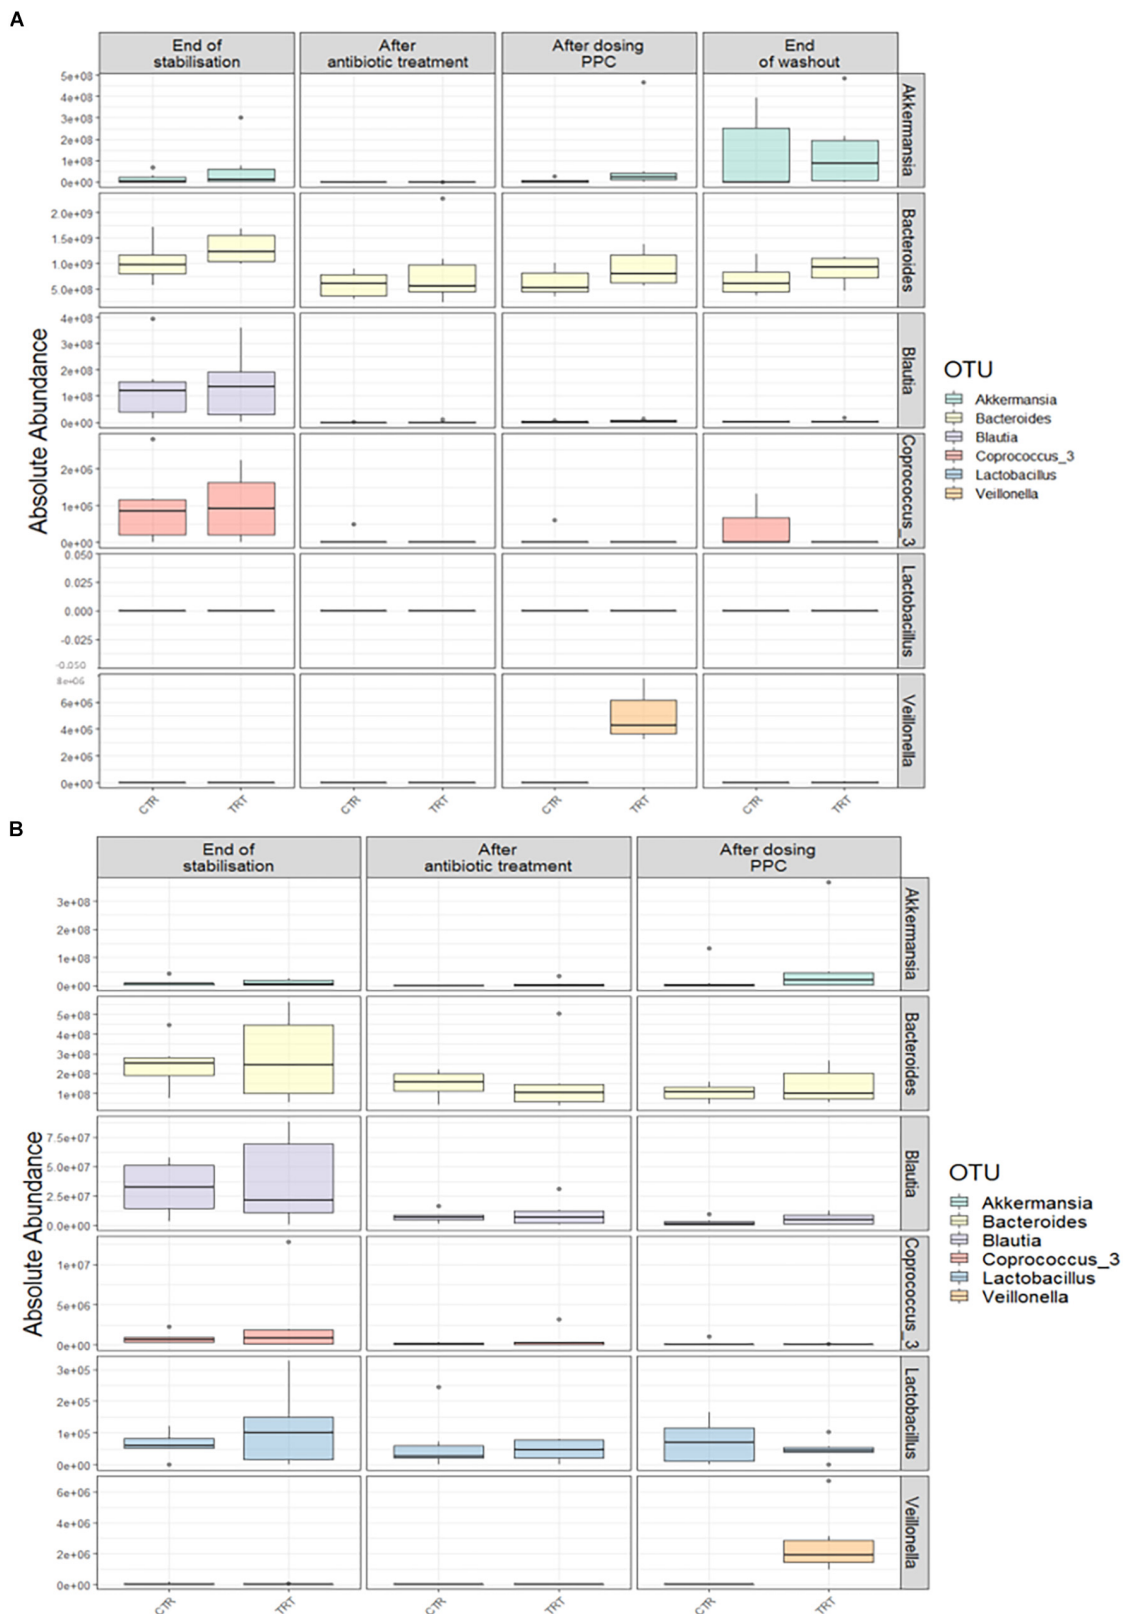 A
End of
stabilisation
After
antibiotic treatment
After dosing
PPC
End
of washout
5e+08
4e+08
3e+08
2e+08
1e+08
0e+00
Akkermansia
2.0e+09
1.5e+09
1.0e+09
5.0e+08
Bacteroides
4e+08
3e+08
2e+08
1e+08
0e+00
Blautia
2e+06
1e+06
0e+00
Coprococcus_3
0.050
0.025
0.000
-0.025
-0.050
Lactobacillus
8e+06
6e+06
4e+06
2e+06
0e+00
Veillonella
CTR
TRT
CTR
TRT
CTR
TRT
CTR
TRT
Absolute Abundance
OTU
Akkermansia
Bacteroides
Blautia
Coprococcus_3
Lactobacillus
Veillonella
B
End of
stabilisation
After
antibiotic treatment
After dosing
PPC
3e+08
2e+08
1e+08
0e+00
Akkermansia
5e+08
4e+08
3e+08
2e+08
1e+08
Bacteroides
7.5e+07
5.0e+07
2.5e+07
0.0e+00
Blautia
1e+07
5e+06
0e+00
Coprococcus_3
3e+05
2e+05
1e+05
0e+00
Lactobacillus
6e+06
4e+06
2e+06
0e+00
Veillonella
CTR
TRT
CTR
TRT
CTR
TRT
Absolute Abundance
OTU
Akkermansia
Bacteroides
Blautia
Coprococcus_3
Lactobacillus
Veillonella